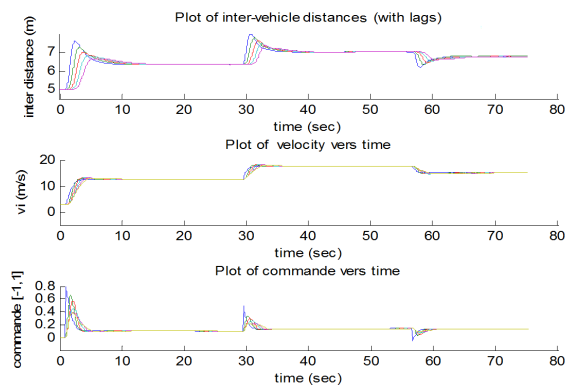 Plot of inter-vehicle distances (with lags)
inter distance (m)
7
6
5
0 10 20 30 40 50 60 70 80
time (sec)
Plot of velocity vers time
vi (m/s)
20
10
0
0 10 20 30 40 50 60 70 80
time (sec)
Plot of commande vers time
commande [-1,1]
0.8
0.6
0.4
0.2
0
0 10 20 30 40 50 60 70 80
time (sec)